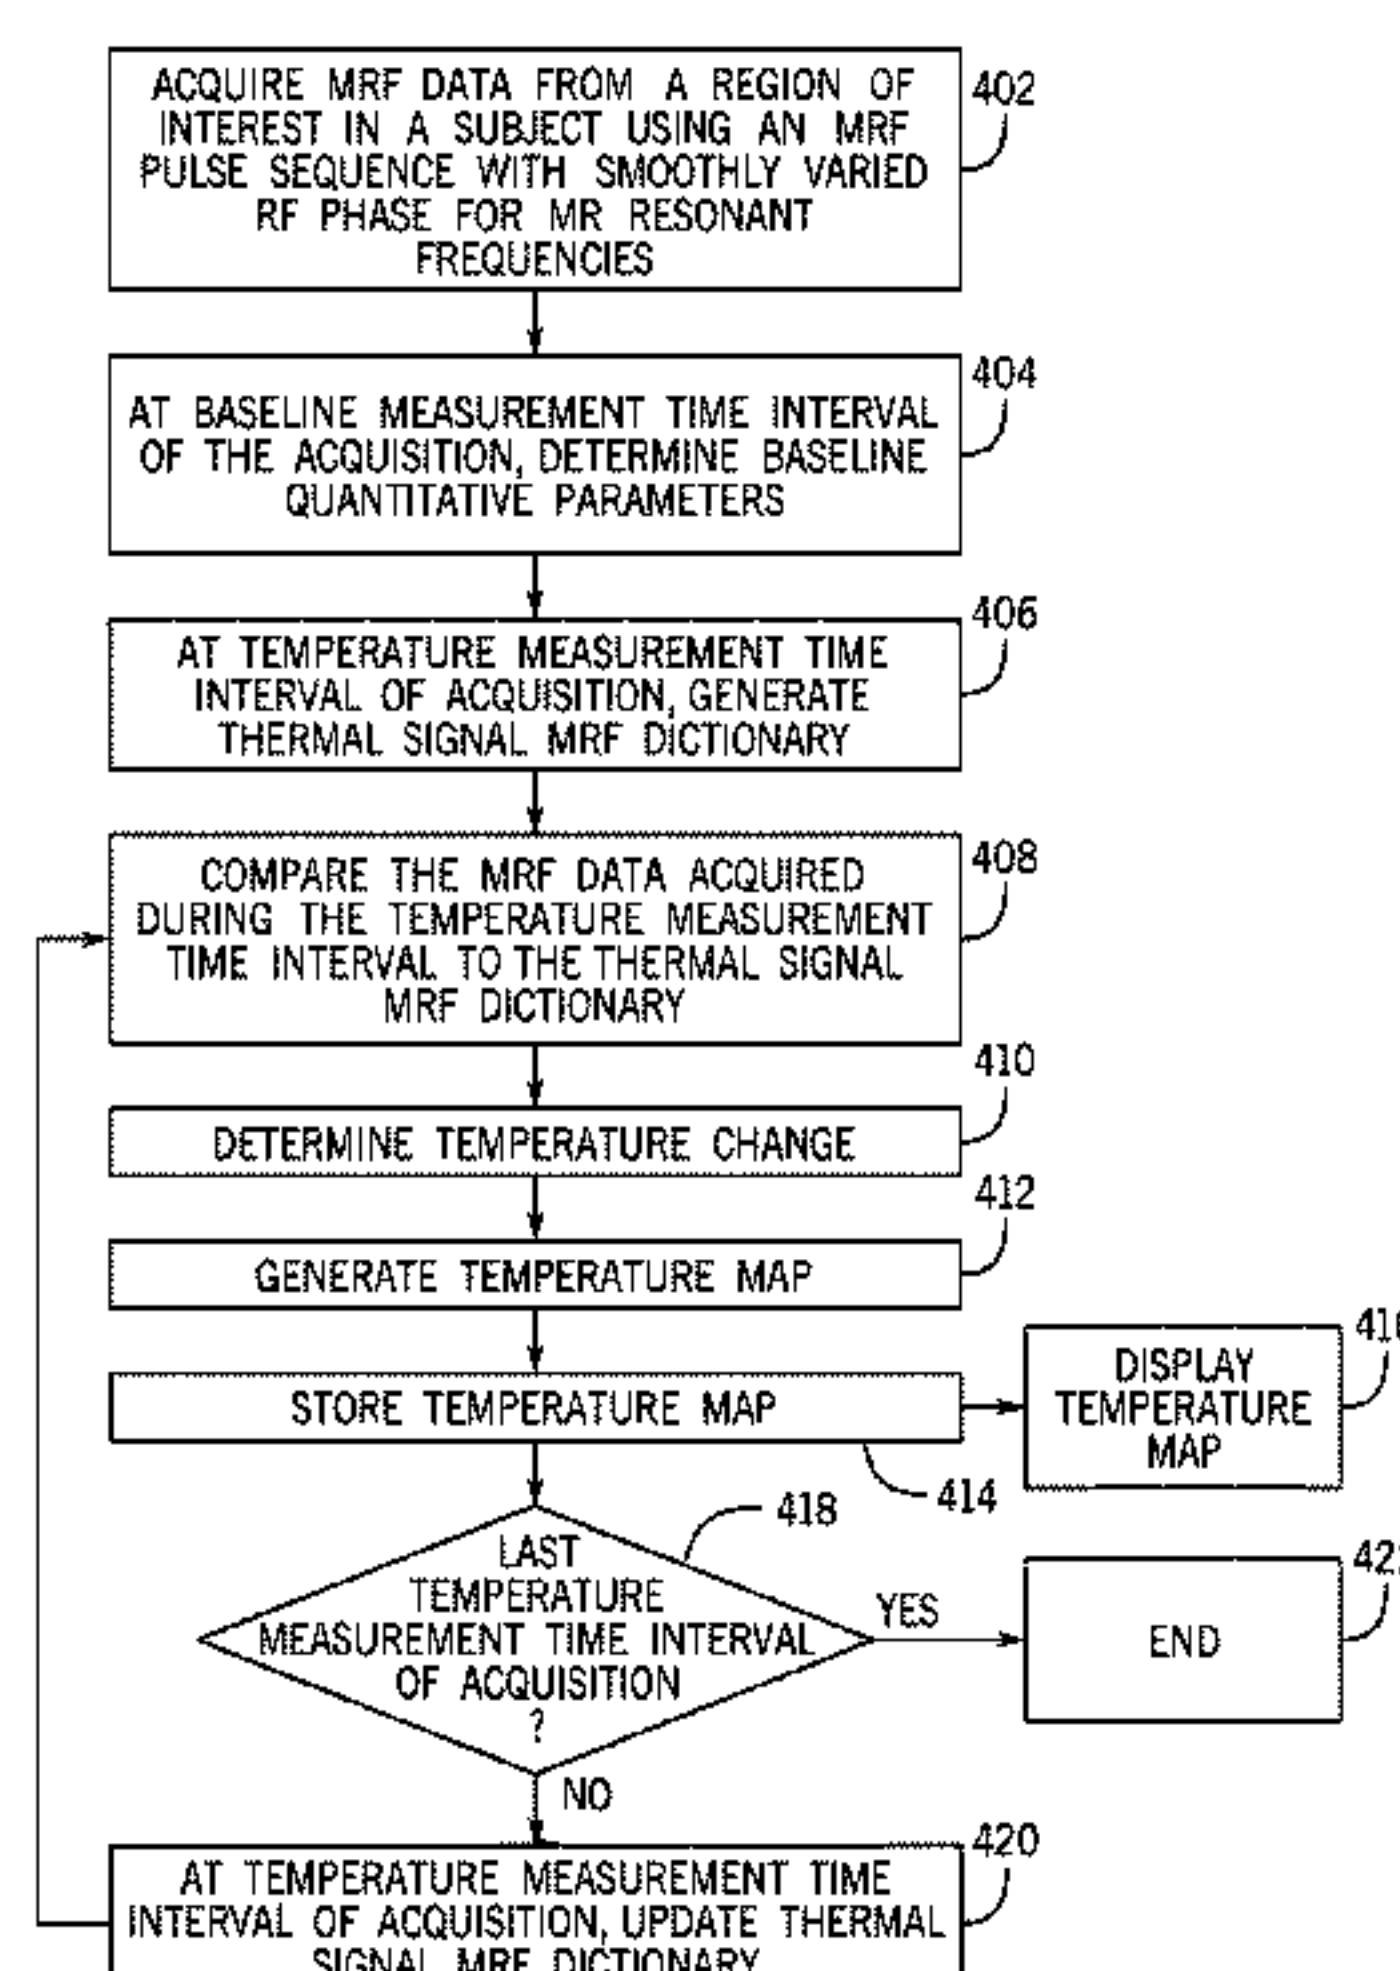 ACQUIRE MRF DATA FROM A REGION OF
INTEREST IN A SUBJECT USING AN MRF
PULSE SEQUENCE WITH SMOOTHLY VARIED
RF PHASE FOR MR RESONANT
FREQUENCIES
402
AT BASELINE MEASUREMENT TIME INTERVAL
OF THE ACQUISITION, DETERMINE BASELINE
QUANTITATIVE PARAMETERS
404
AT TEMPERATURE MEASUREMENT TIME
INTERVAL OF ACQUISITION, GENERATE
THERMAL SIGNAL MRF DICTIONARY
406
COMPARE THE MRF DATA ACQUIRED
DURING THE TEMPERATURE MEASUREMENT
TIME INTERVAL TO THE THERMAL SIGNAL
MRF DICTIONARY
408
DETERMINE TEMPERATURE CHANGE
410
GENERATE TEMPERATURE MAP
412
STORE TEMPERATURE MAP
414
DISPLAY
TEMPERATURE
MAP
LAST
TEMPERATURE
MEASUREMENT TIME INTERVAL
OF ACQUISITION
?
418
YES
END
NO
AT TEMPERATURE MEASUREMENT TIME
INTERVAL OF ACQUISITION, UPDATE THERMAL
SIGNAL MRF DICTIONARY
420